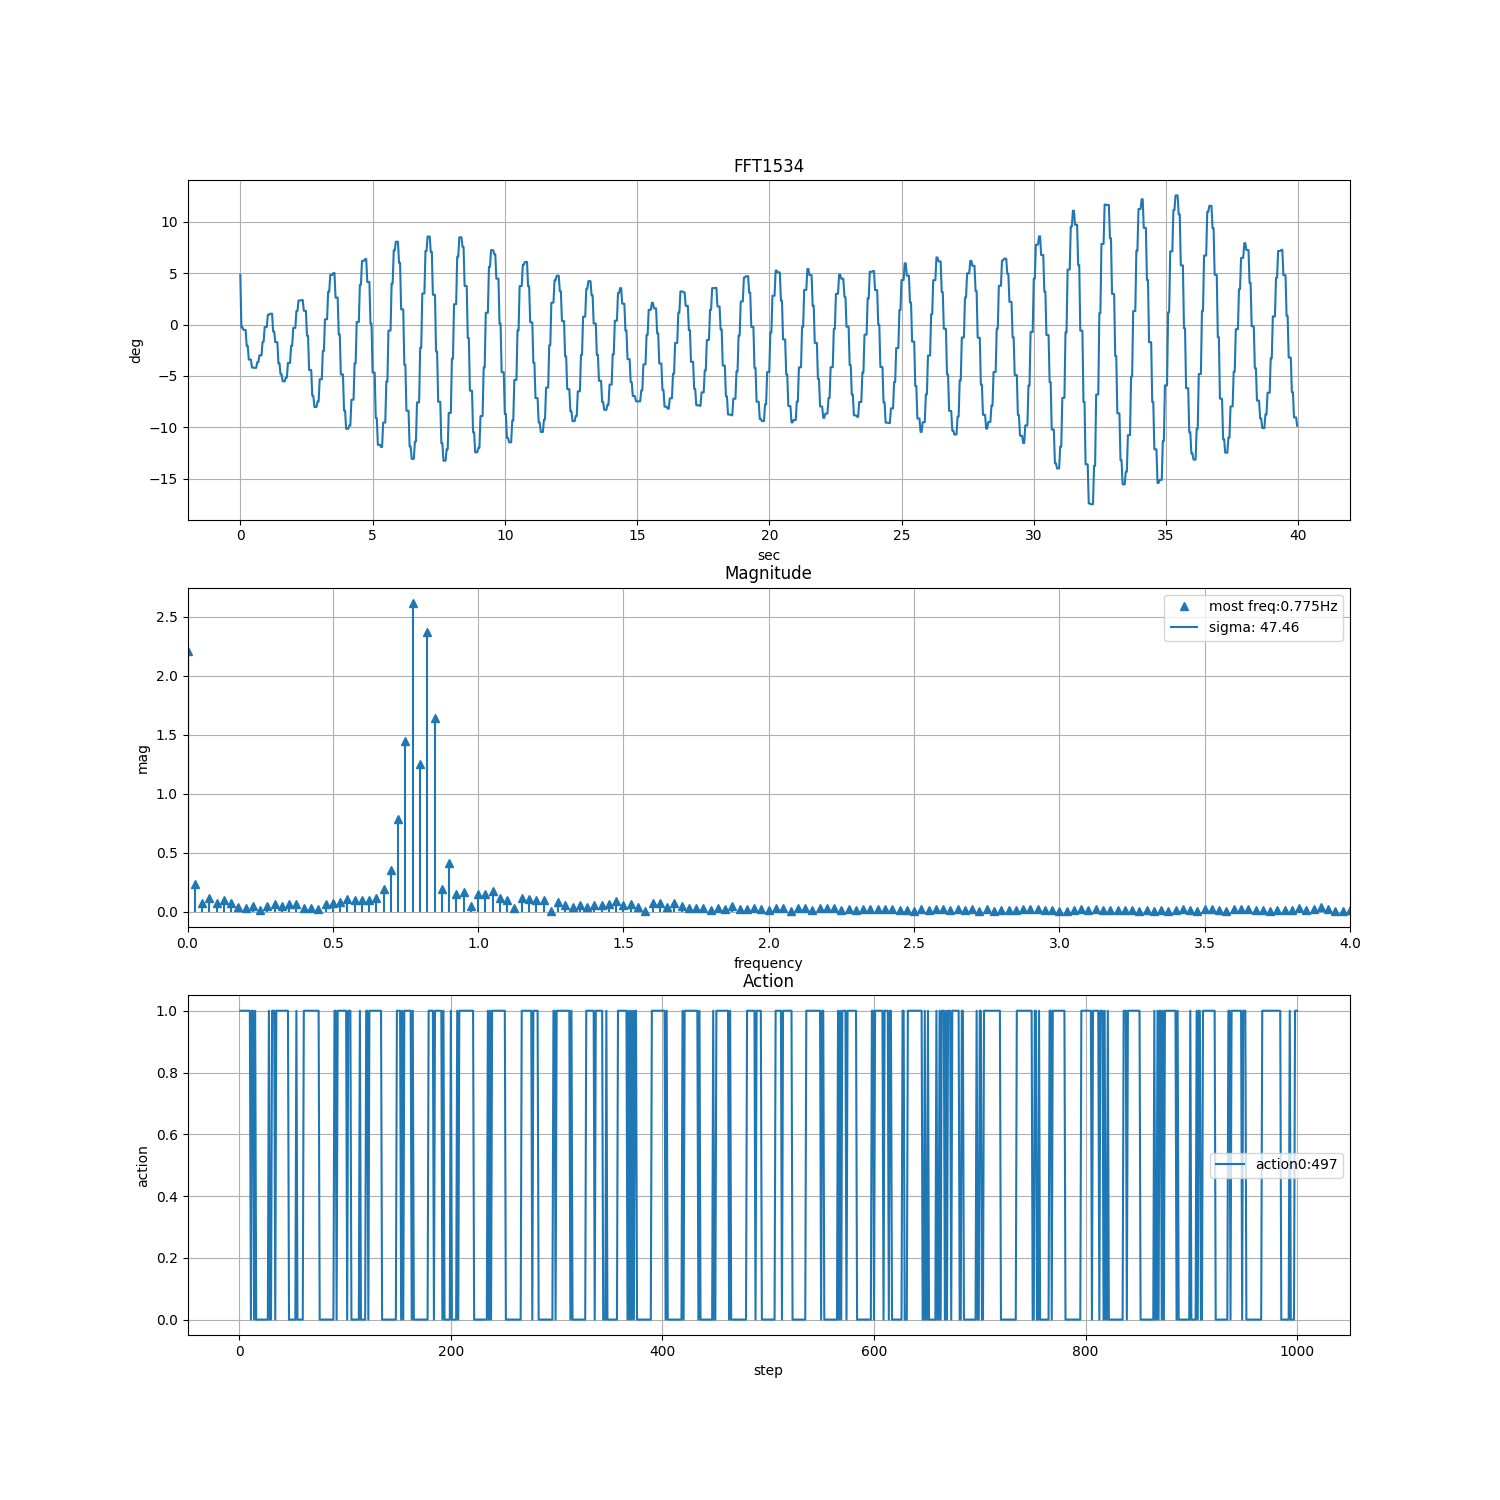 FFT1534
10
5
0
−5
−10
−15
deg
0 5 10 15 20 25 30 35 40
sec
Magnitude
most freq:0.775Hz
sigma: 47.46
2.5
2.0
1.5
1.0
0.5
0.0
mag
0.0 0.5 1.0 1.5 2.0 2.5 3.0 3.5 4.0
frequency
Action
1.0
0.8
0.6
0.4
0.2
0.0
action
action0:497
0 200 400 600 800 1000
step